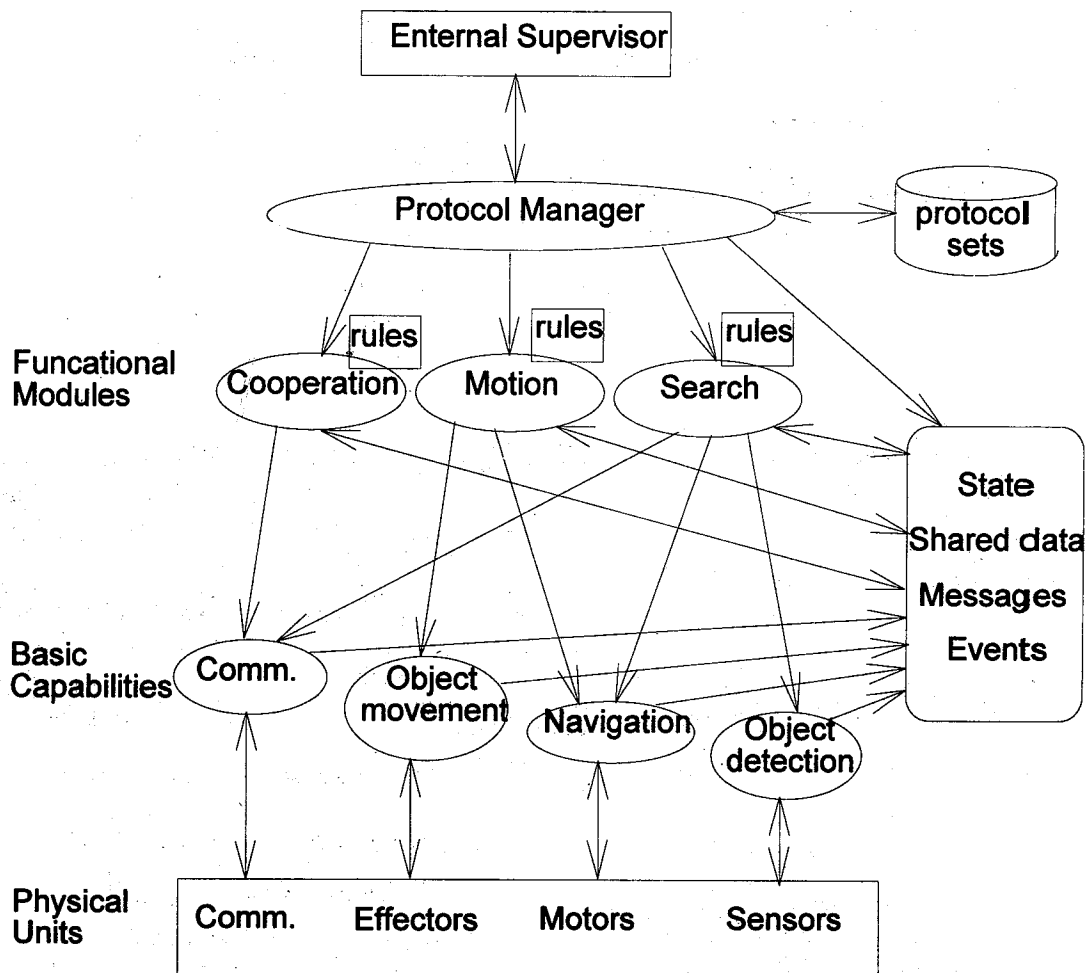 Enternal Supervisor
Protocol Manager
protocol
sets
rules
rules
rules
Funcational
Modules
Cooperation
Motion
Search
State
Shared data
Messages
Events
Basic
Capabilities
Comm.
Object
movement
Navigation
Object
detection
Physical
Units
Comm.
Effectors
Motors
Sensors